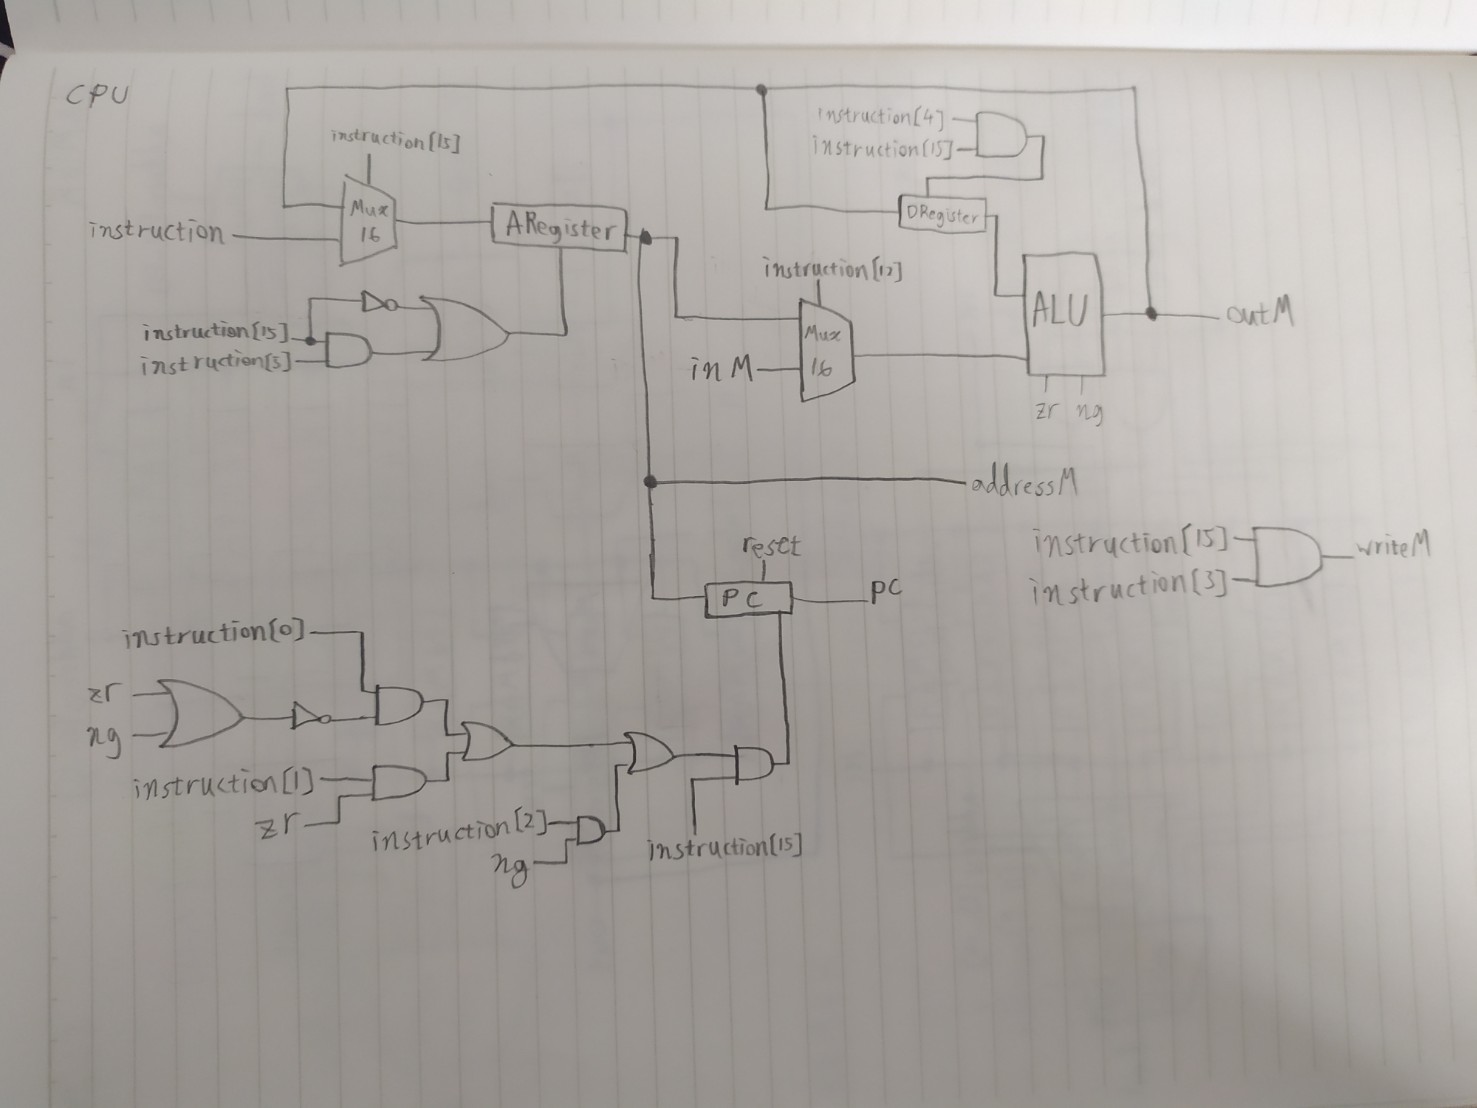 CPU
instruction[4]
instruction[15]
instruction[15]
Mux
16
instruction
ARegister
DRegister
instruction[12]
instruction[15]
instruction[5]
Mux
16
inM
ALU
outM
zr ng
addressM
instruction[15]
instruction[3]
writeM
reset
PC
pc
instruction[0]
zr
ng
instruction[1]
zr
instruction[2]
ng
instruction[15]